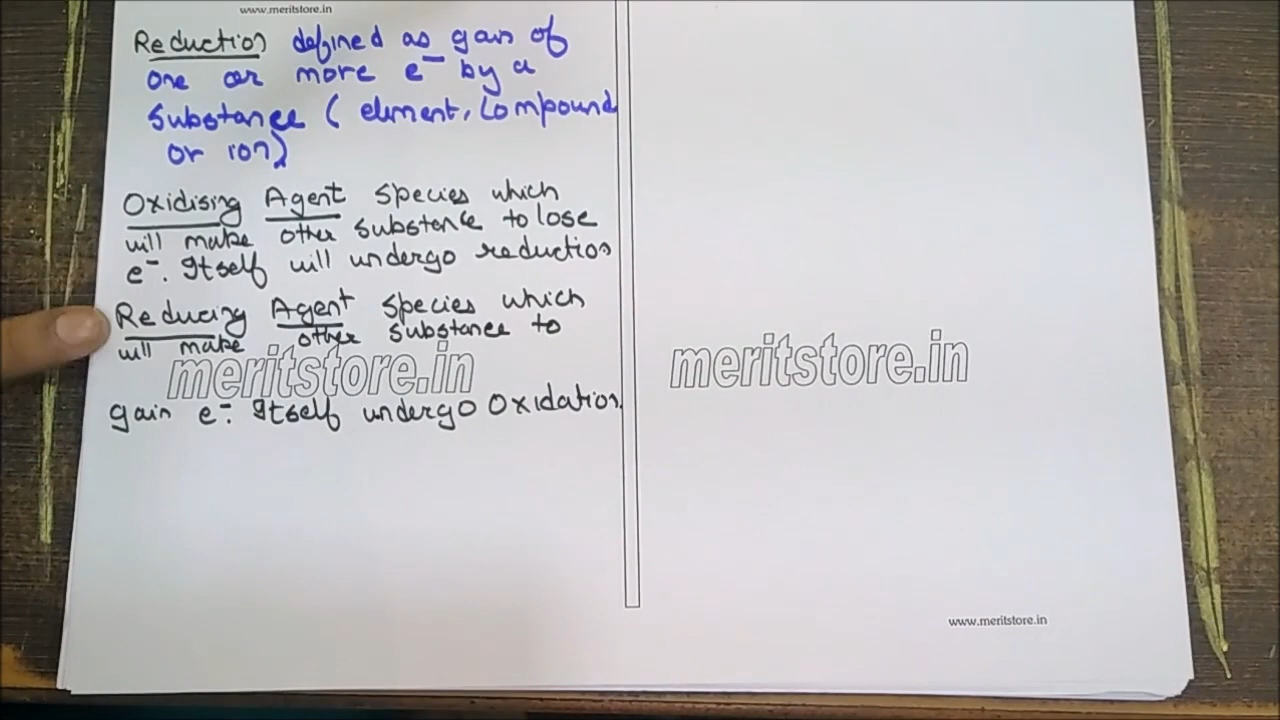 www.meritstore.in
Reduction defined as gain of
one or more e⁻ by a
substance ( element, compound
or ion)
Oxidising Agent Species which
will make other substance to lose
e⁻. Itself will undergo reduction
Reducing Agent Species which
will make other substance to
meritstore.in
gain e⁻. Itself undergo Oxidation.
meritstore.in
www.meritstore.in